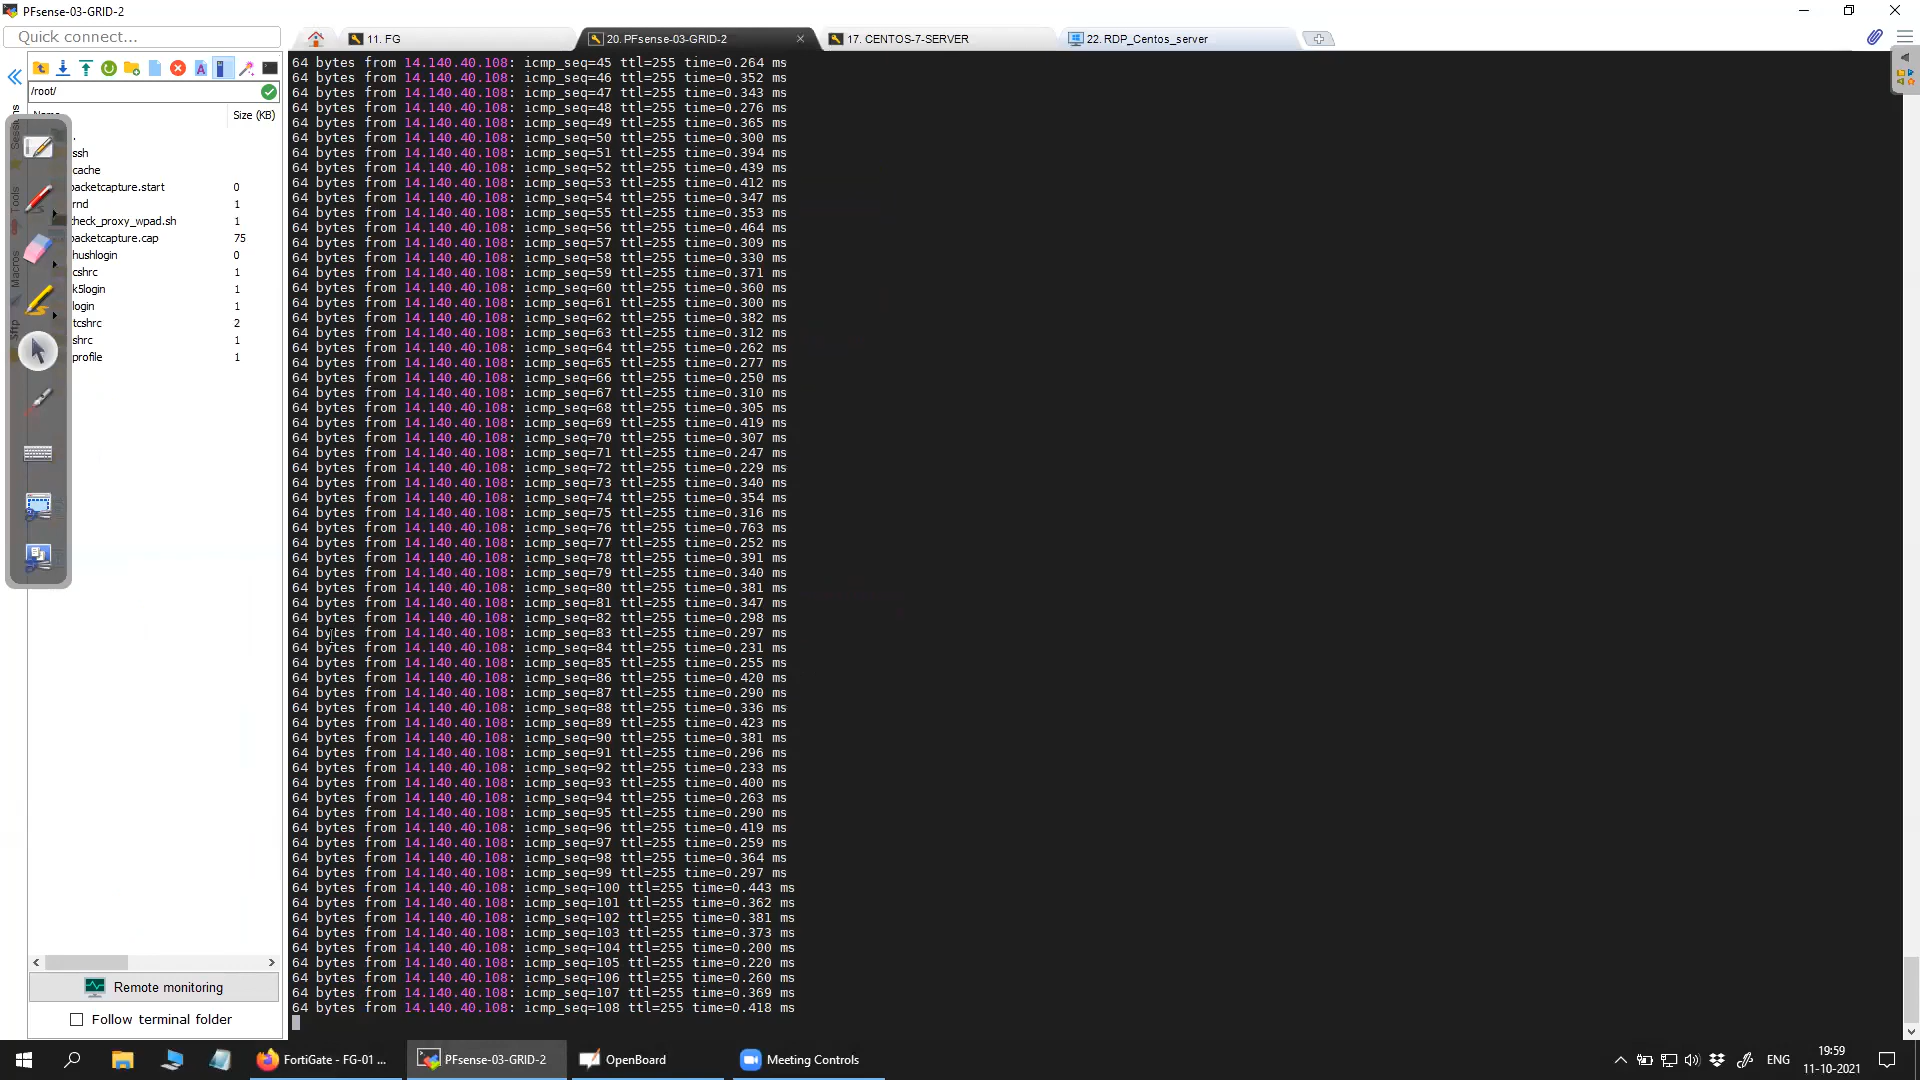 PFsense-03-GRID-2
Quick connect...
11. FG
20. PFsense-03-GRID-2
17. CENTOS-7-SERVER
22. RDP_Centos_server
/root/
Size (KB)
ssh
cache
packetcapture.start 0
rnd 1
check_proxy_wpad.sh 1
packetcapture.cap 75
hushlogin 0
cshrc 1
k5login 1
login 1
tcshrc 2
shrc 1
profile 1
Sessions
Tools
Macros
Sftp
64 bytes from 14.140.40.108: icmp_seq=45 ttl=255 time=0.264 ms
64 bytes from 14.140.40.108: icmp_seq=46 ttl=255 time=0.352 ms
64 bytes from 14.140.40.108: icmp_seq=47 ttl=255 time=0.343 ms
64 bytes from 14.140.40.108: icmp_seq=48 ttl=255 time=0.276 ms
64 bytes from 14.140.40.108: icmp_seq=49 ttl=255 time=0.365 ms
64 bytes from 14.140.40.108: icmp_seq=50 ttl=255 time=0.300 ms
64 bytes from 14.140.40.108: icmp_seq=51 ttl=255 time=0.394 ms
64 bytes from 14.140.40.108: icmp_seq=52 ttl=255 time=0.439 ms
64 bytes from 14.140.40.108: icmp_seq=53 ttl=255 time=0.412 ms
64 bytes from 14.140.40.108: icmp_seq=54 ttl=255 time=0.347 ms
64 bytes from 14.140.40.108: icmp_seq=55 ttl=255 time=0.353 ms
64 bytes from 14.140.40.108: icmp_seq=56 ttl=255 time=0.464 ms
64 bytes from 14.140.40.108: icmp_seq=57 ttl=255 time=0.309 ms
64 bytes from 14.140.40.108: icmp_seq=58 ttl=255 time=0.330 ms
64 bytes from 14.140.40.108: icmp_seq=59 ttl=255 time=0.371 ms
64 bytes from 14.140.40.108: icmp_seq=60 ttl=255 time=0.360 ms
64 bytes from 14.140.40.108: icmp_seq=61 ttl=255 time=0.300 ms
64 bytes from 14.140.40.108: icmp_seq=62 ttl=255 time=0.382 ms
64 bytes from 14.140.40.108: icmp_seq=63 ttl=255 time=0.312 ms
64 bytes from 14.140.40.108: icmp_seq=64 ttl=255 time=0.262 ms
64 bytes from 14.140.40.108: icmp_seq=65 ttl=255 time=0.277 ms
64 bytes from 14.140.40.108: icmp_seq=66 ttl=255 time=0.250 ms
64 bytes from 14.140.40.108: icmp_seq=67 ttl=255 time=0.310 ms
64 bytes from 14.140.40.108: icmp_seq=68 ttl=255 time=0.305 ms
64 bytes from 14.140.40.108: icmp_seq=69 ttl=255 time=0.419 ms
64 bytes from 14.140.40.108: icmp_seq=70 ttl=255 time=0.307 ms
64 bytes from 14.140.40.108: icmp_seq=71 ttl=255 time=0.247 ms
64 bytes from 14.140.40.108: icmp_seq=72 ttl=255 time=0.229 ms
64 bytes from 14.140.40.108: icmp_seq=73 ttl=255 time=0.340 ms
64 bytes from 14.140.40.108: icmp_seq=74 ttl=255 time=0.354 ms
64 bytes from 14.140.40.108: icmp_seq=75 ttl=255 time=0.316 ms
64 bytes from 14.140.40.108: icmp_seq=76 ttl=255 time=0.763 ms
64 bytes from 14.140.40.108: icmp_seq=77 ttl=255 time=0.252 ms
64 bytes from 14.140.40.108: icmp_seq=78 ttl=255 time=0.391 ms
64 bytes from 14.140.40.108: icmp_seq=79 ttl=255 time=0.340 ms
64 bytes from 14.140.40.108: icmp_seq=80 ttl=255 time=0.381 ms
64 bytes from 14.140.40.108: icmp_seq=81 ttl=255 time=0.347 ms
64 bytes from 14.140.40.108: icmp_seq=82 ttl=255 time=0.298 ms
64 bytes from 14.140.40.108: icmp_seq=83 ttl=255 time=0.297 ms
64 bytes from 14.140.40.108: icmp_seq=84 ttl=255 time=0.231 ms
64 bytes from 14.140.40.108: icmp_seq=85 ttl=255 time=0.255 ms
64 bytes from 14.140.40.108: icmp_seq=86 ttl=255 time=0.420 ms
64 bytes from 14.140.40.108: icmp_seq=87 ttl=255 time=0.290 ms
64 bytes from 14.140.40.108: icmp_seq=88 ttl=255 time=0.336 ms
64 bytes from 14.140.40.108: icmp_seq=89 ttl=255 time=0.423 ms
64 bytes from 14.140.40.108: icmp_seq=90 ttl=255 time=0.381 ms
64 bytes from 14.140.40.108: icmp_seq=91 ttl=255 time=0.296 ms
64 bytes from 14.140.40.108: icmp_seq=92 ttl=255 time=0.233 ms
64 bytes from 14.140.40.108: icmp_seq=93 ttl=255 time=0.400 ms
64 bytes from 14.140.40.108: icmp_seq=94 ttl=255 time=0.263 ms
64 bytes from 14.140.40.108: icmp_seq=95 ttl=255 time=0.290 ms
64 bytes from 14.140.40.108: icmp_seq=96 ttl=255 time=0.419 ms
64 bytes from 14.140.40.108: icmp_seq=97 ttl=255 time=0.259 ms
64 bytes from 14.140.40.108: icmp_seq=98 ttl=255 time=0.364 ms
64 bytes from 14.140.40.108: icmp_seq=99 ttl=255 time=0.297 ms
64 bytes from 14.140.40.108: icmp_seq=100 ttl=255 time=0.443 ms
64 bytes from 14.140.40.108: icmp_seq=101 ttl=255 time=0.362 ms
64 bytes from 14.140.40.108: icmp_seq=102 ttl=255 time=0.381 ms
64 bytes from 14.140.40.108: icmp_seq=103 ttl=255 time=0.373 ms
64 bytes from 14.140.40.108: icmp_seq=104 ttl=255 time=0.200 ms
64 bytes from 14.140.40.108: icmp_seq=105 ttl=255 time=0.220 ms
64 bytes from 14.140.40.108: icmp_seq=106 ttl=255 time=0.260 ms
64 bytes from 14.140.40.108: icmp_seq=107 ttl=255 time=0.369 ms
64 bytes from 14.140.40.108: icmp_seq=108 ttl=255 time=0.418 ms
Remote monitoring
Follow terminal folder
FortiGate - FG-01 ...
PFsense-03-GRID-2
OpenBoard
Meeting Controls
ENG
19:59
11-10-2021